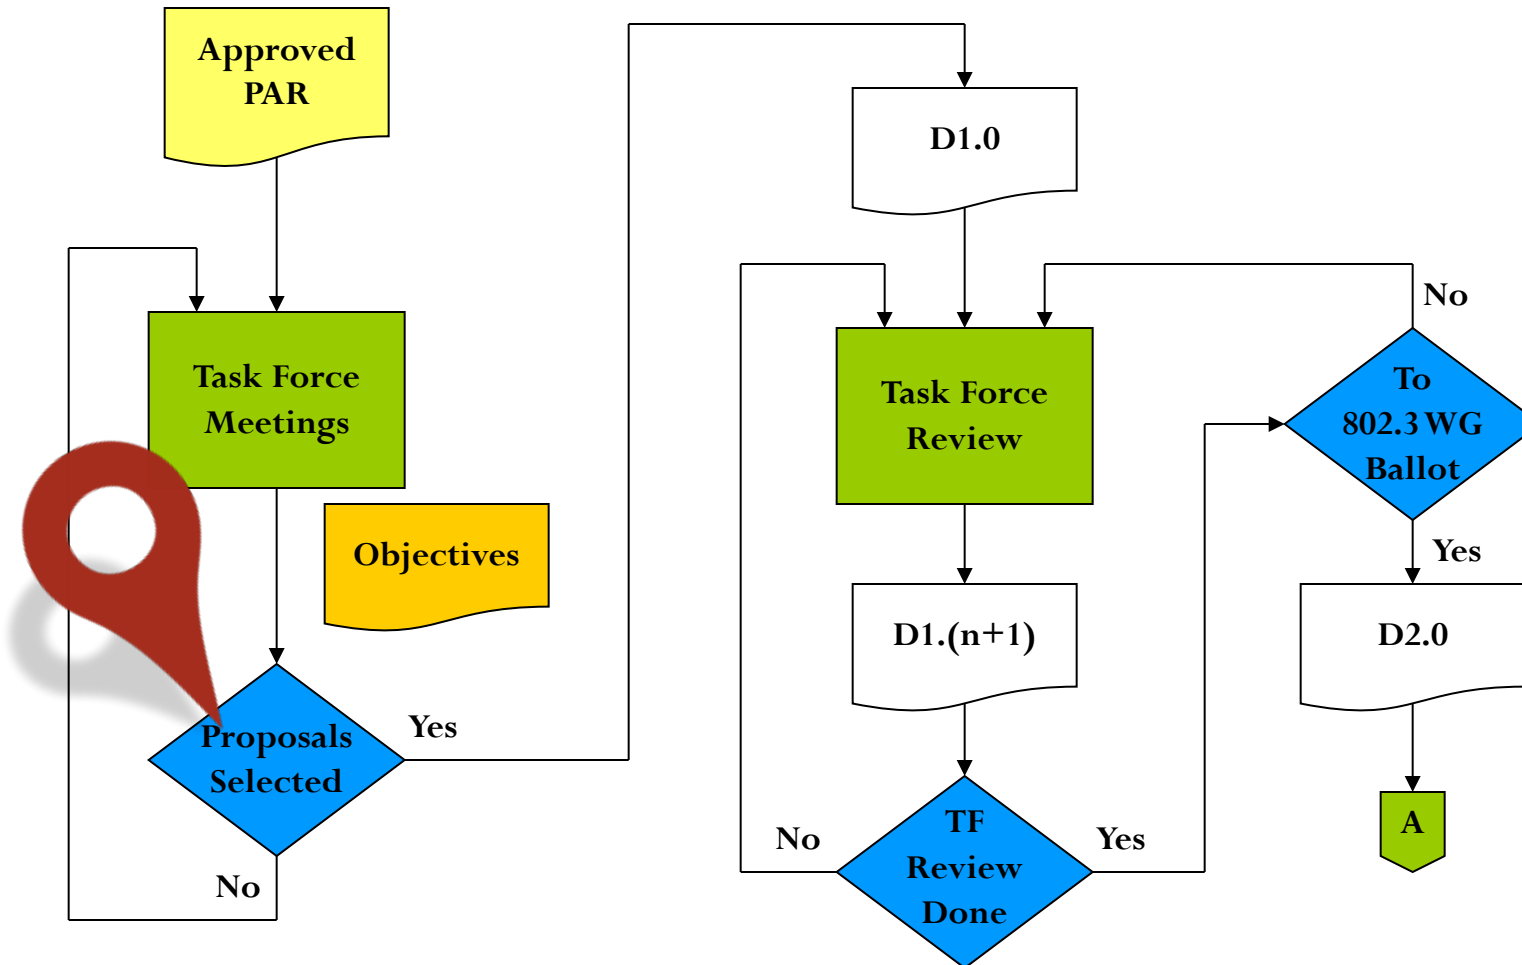 Approved
PAR
Task Force
Meetings
Objectives
Proposals
Selected
Yes
No
D1.0
Task Force
Review
D1.(n+1)
TF
Review
Done
No
Yes
To
802.3 WG
Ballot
No
Yes
D2.0
A